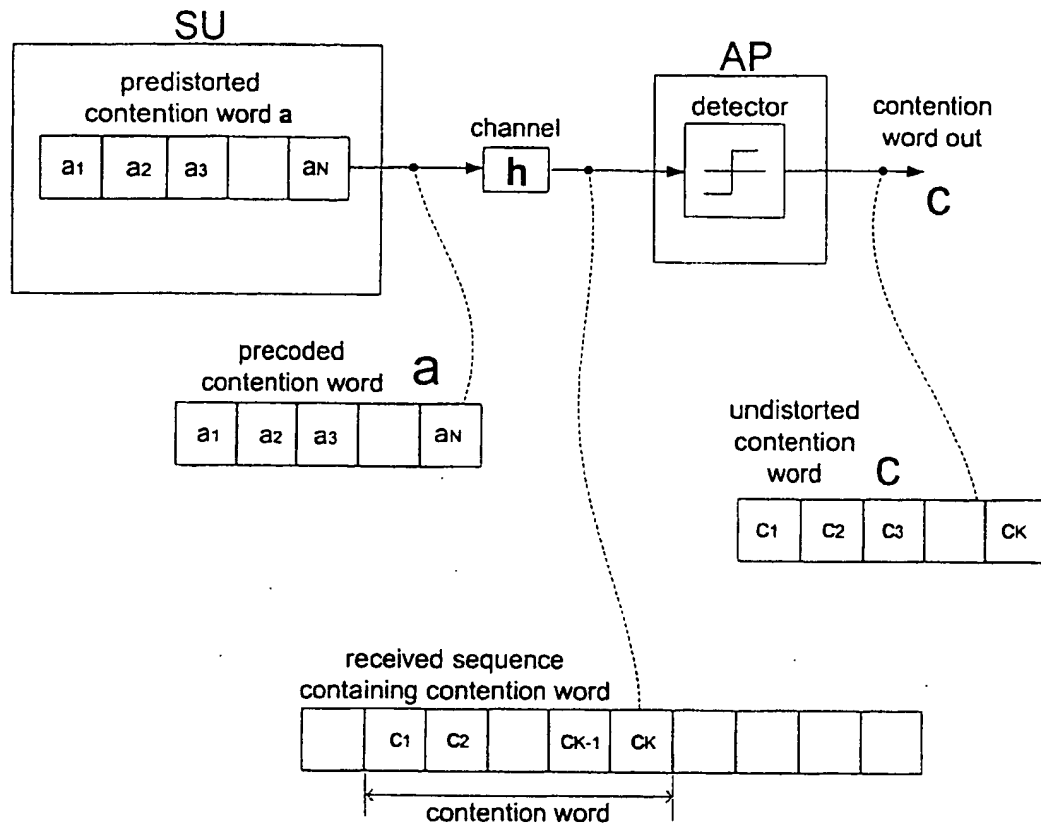 SU
predistorted
contention word a
a1 a2 a3 aN
channel
h
AP
detector
contention
word out
C
precoded
contention word a
a1 a2 a3 aN
undistorted
contention
word C
C1 C2 C3 CK
received sequence
containing contention word
C1 C2 CK-1 CK
contention word